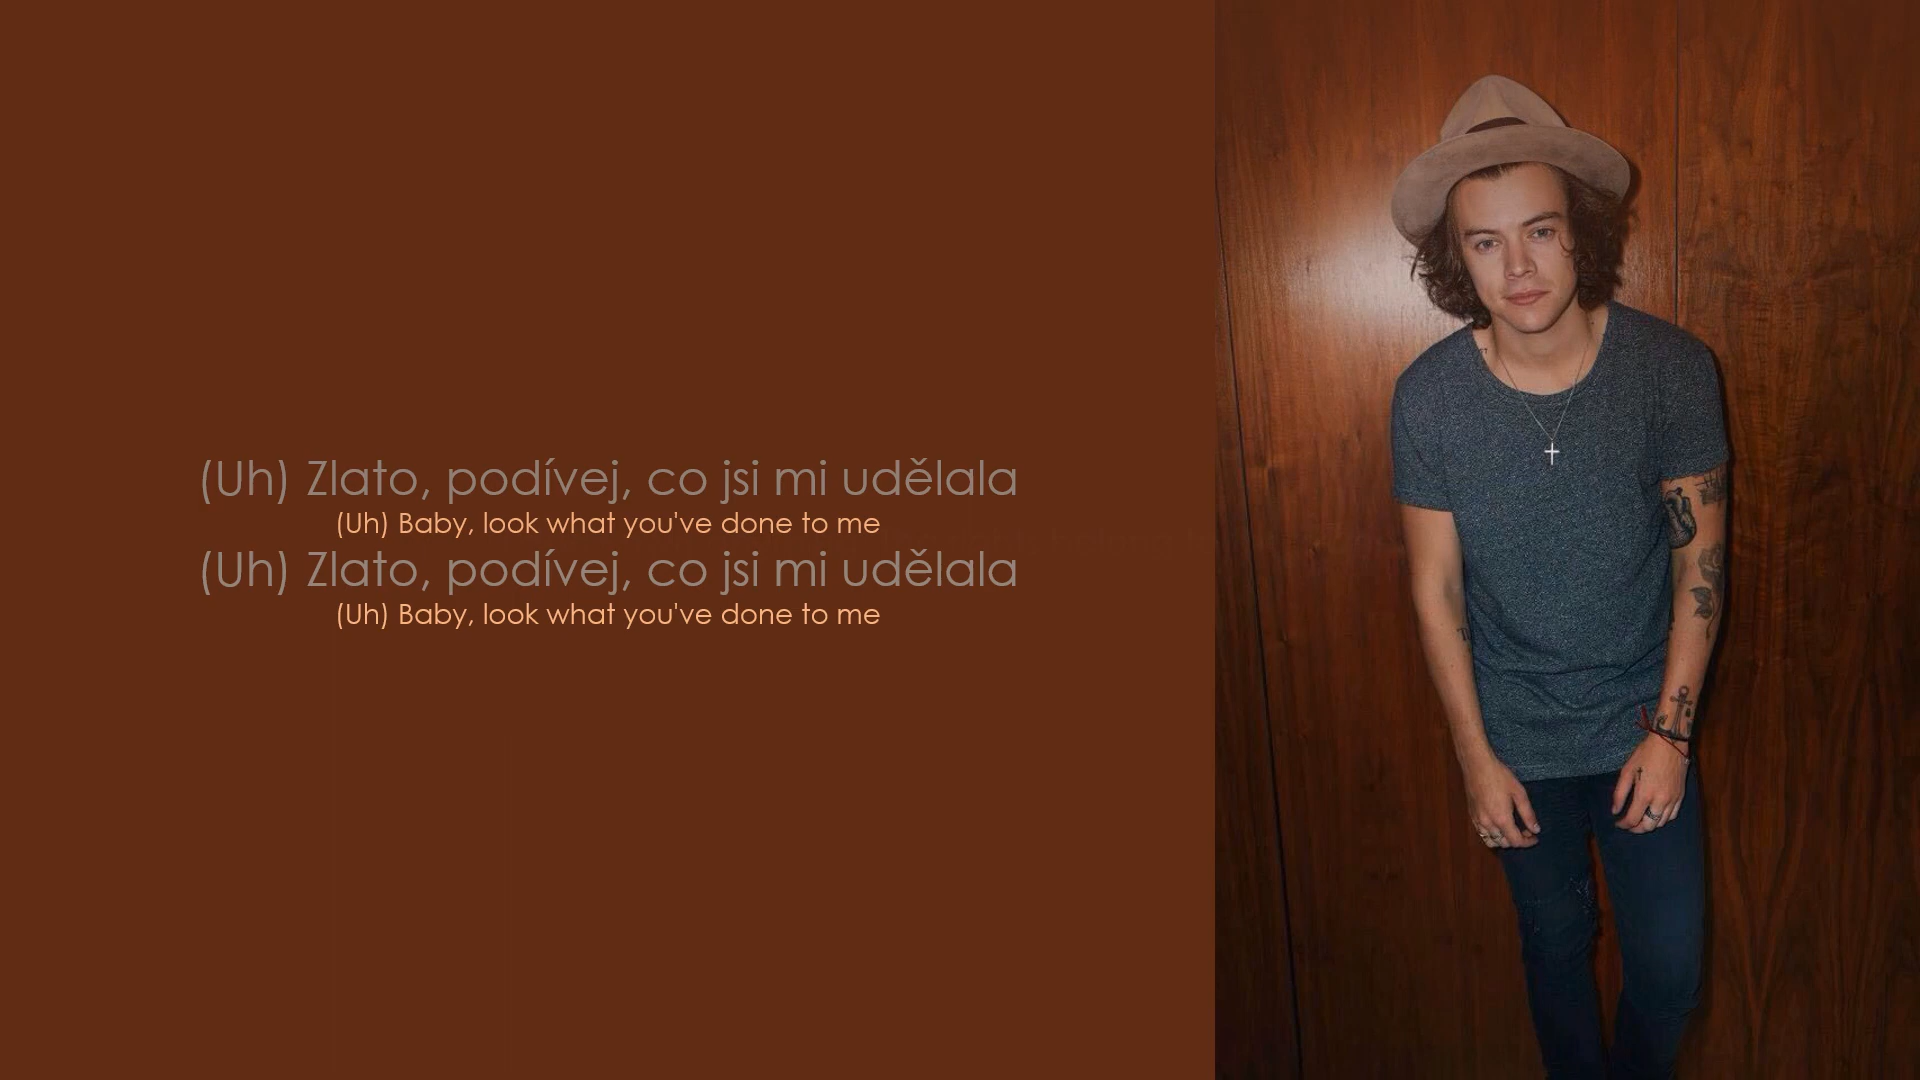 (Uh) Zlato, podívej, co jsi mi udělala
(Uh) Baby, look what you've done to me
(Uh) Zlato, podívej, co jsi mi udělala
(Uh) Baby, look what you've done to me